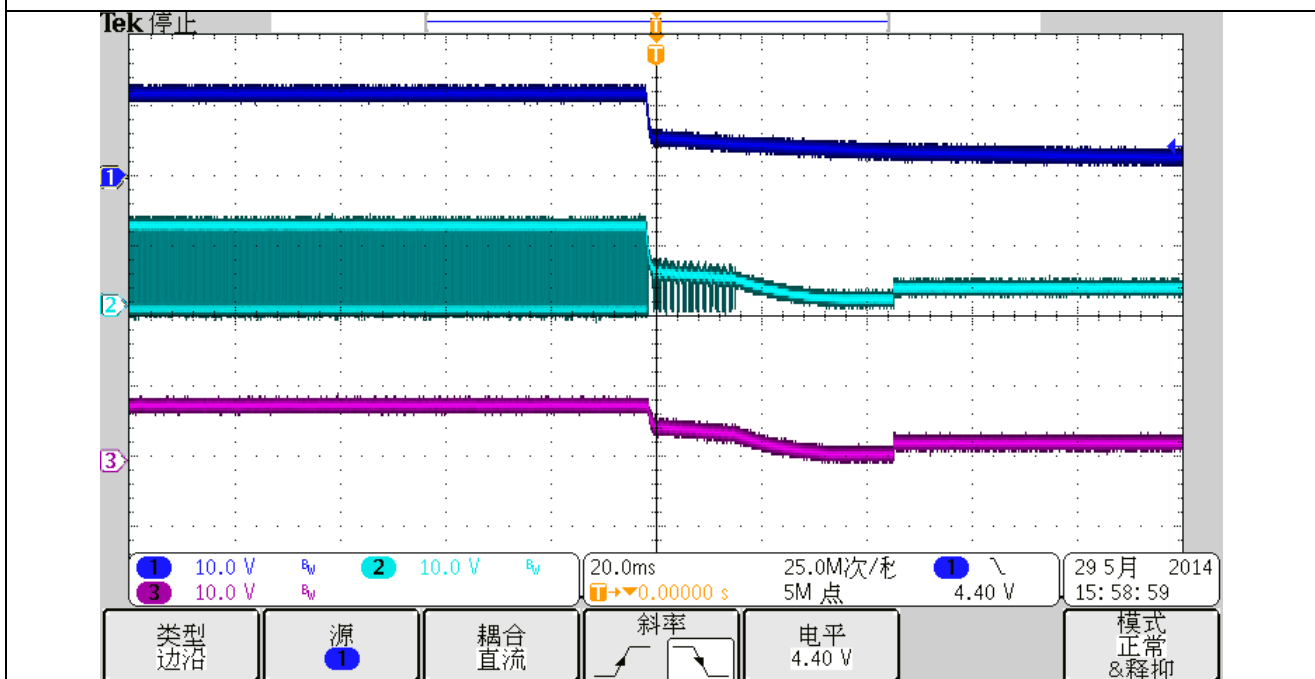 Tek 停止
T
T
1
2
3
1 10.0 V BW 2 10.0 V BW
3 10.0 V BW
20.0ms
T→▼0.00000 s
25.0M次/秒
5M 点
1 \
4.40 V
29 5月 2014
15:58:59
类型
边沿
源
1
耦合
直流
斜率
电平
4.40 V
模式
正常
&释抑